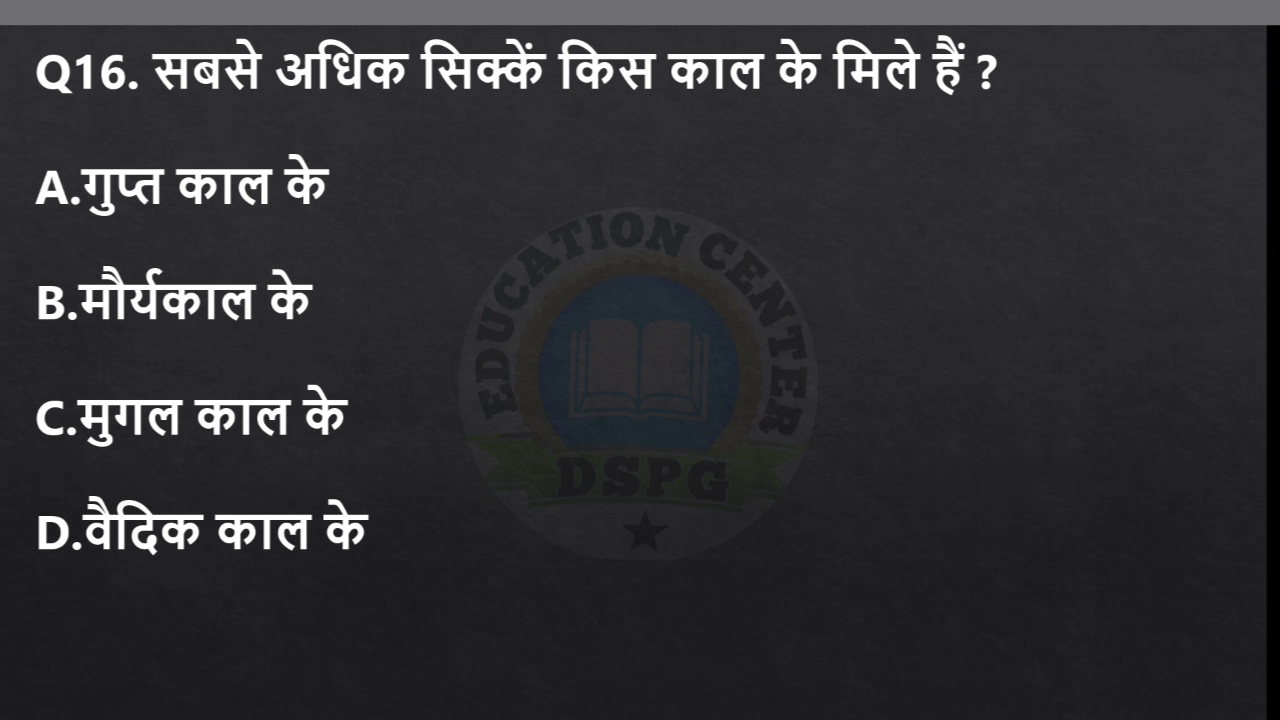 Q16. सबसे अधिक सिक्कें किस काल के मिले हैं ?
A.गुप्त काल के
B.मौर्यकाल के
C.मुगल काल के
D.वैदिक काल के
EDUCATION CENTER
DSPG